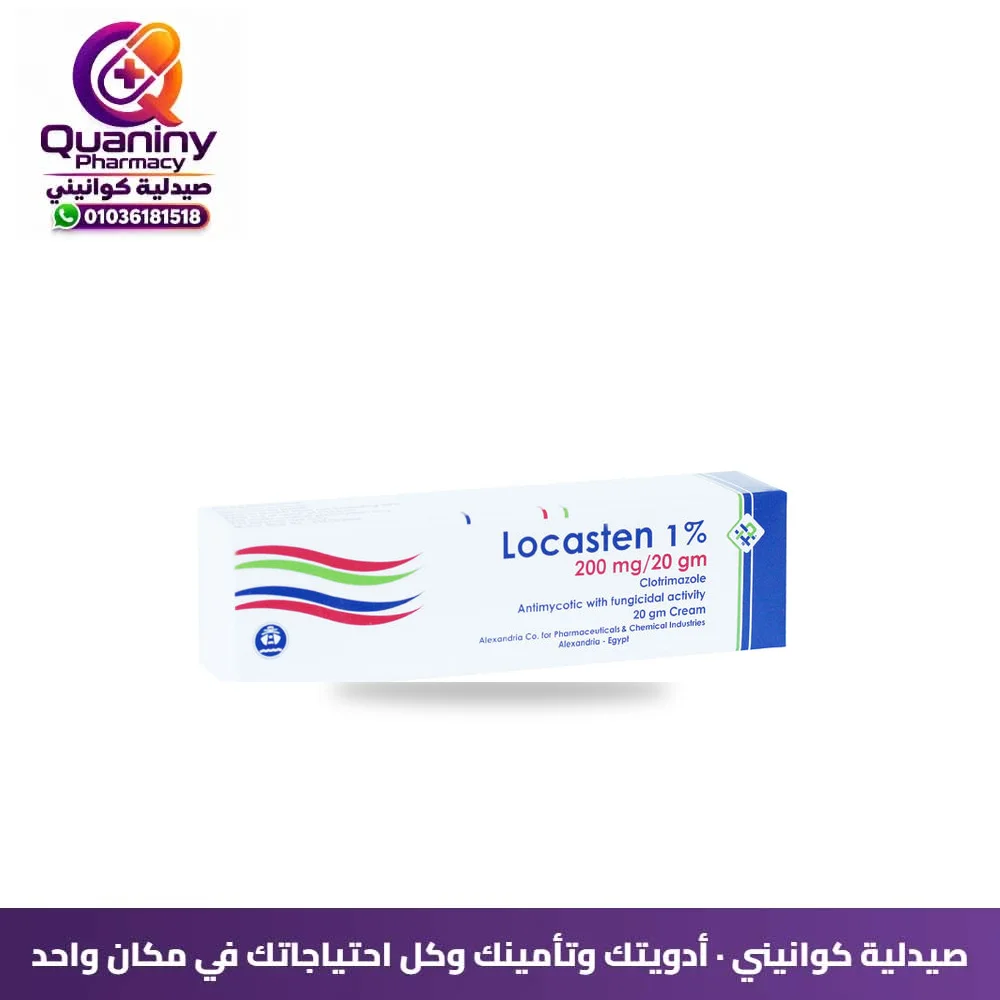 Quaniny
Pharmacy
صيدلية كوانيني
01036181518
Locasten 1%
200 mg/20 gm
Clotrimazole
Antimycotic with fungicidal activity
20 gm Cream
Alexandria Co. for Pharmaceuticals & Chemical Industries
Alexandria - Egypt
صيدلية كوانيني · أدويتك وتأمينك وكل احتياجاتك في مكان واحد